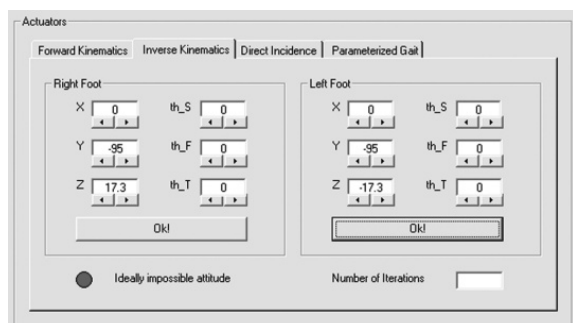 Actuators
Forward Kinematics Inverse Kinematics Direct Incidence Parameterized Gait
Right Foot
X 0 th_S 0
Y -95 th_F 0
Z 17.3 th_T 0
Ok!
Left Foot
X 0 th_S 0
Y -95 th_F 0
Z -17.3 th_T 0
Ok!
Ideally impossible attitude
Number of Iterations